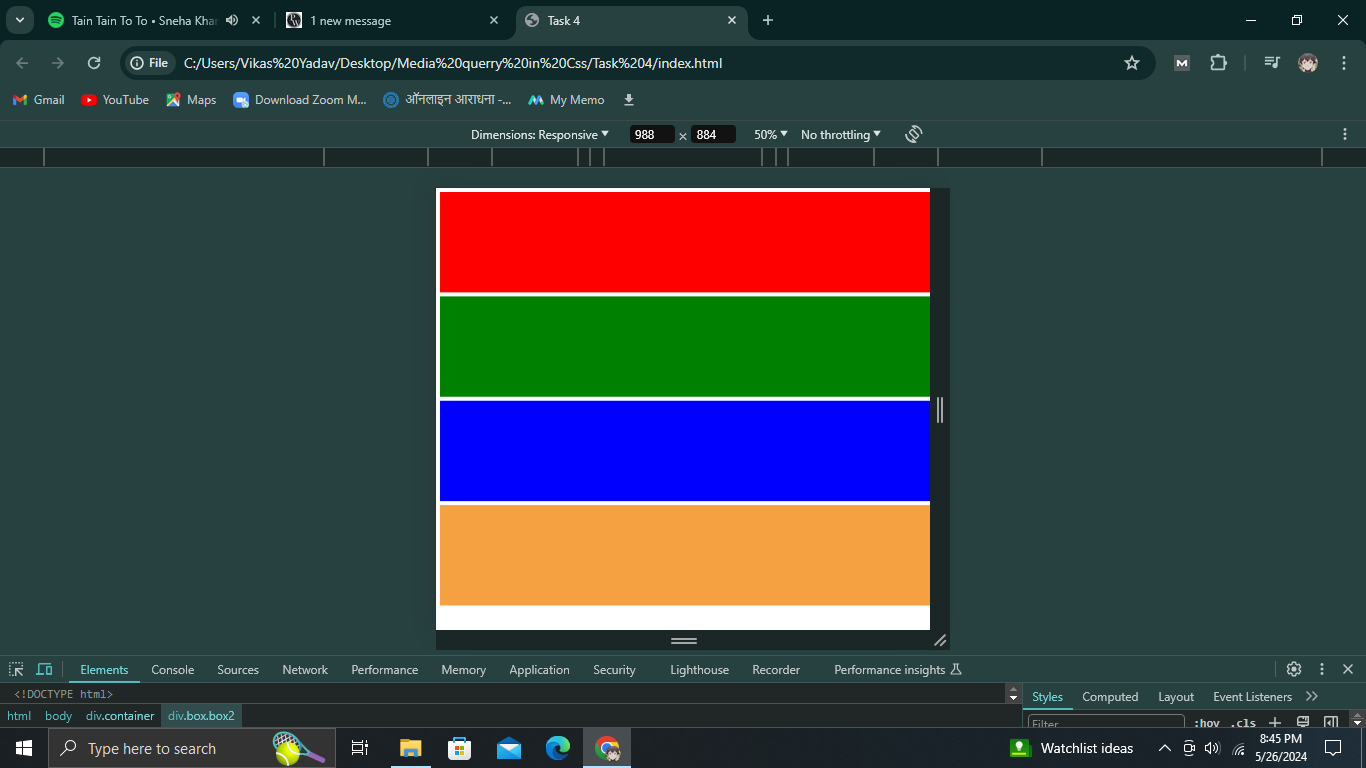 Tain Tain To To • Sneha Khan
1 new message
Task 4
File
C:/Users/Vikas%20Yadav/Desktop/Media%20querry%20in%20Css/Task%204/index.html
M
Gmail
YouTube
Maps
Download Zoom M...
ऑनलाइन आराधना -...
My Memo
Dimensions: Responsive
988 × 884
50%
No throttling
Elements
Console
Sources
Network
Performance
Memory
Application
Security
Lighthouse
Recorder
Performance insights
<!DOCTYPE html>
Styles
Computed
Layout
Event Listeners
html
body
div.container
div.box.box2
Filter
:hov
.cls
Type here to search
Watchlist ideas
8:45 PM
5/26/2024